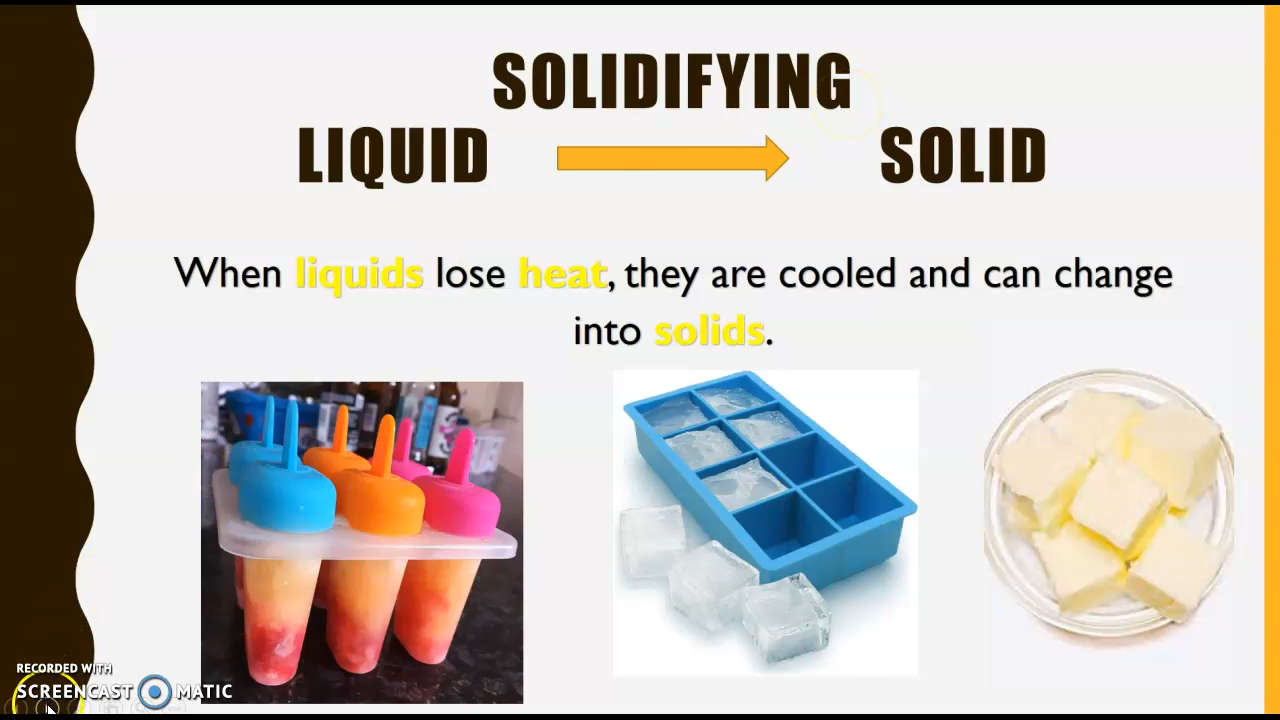 SOLIDIFYING
LIQUID SOLID
When liquids lose heat, they are cooled and can change
into solids.
RECORDED WITH
SCREENCAST MATIC